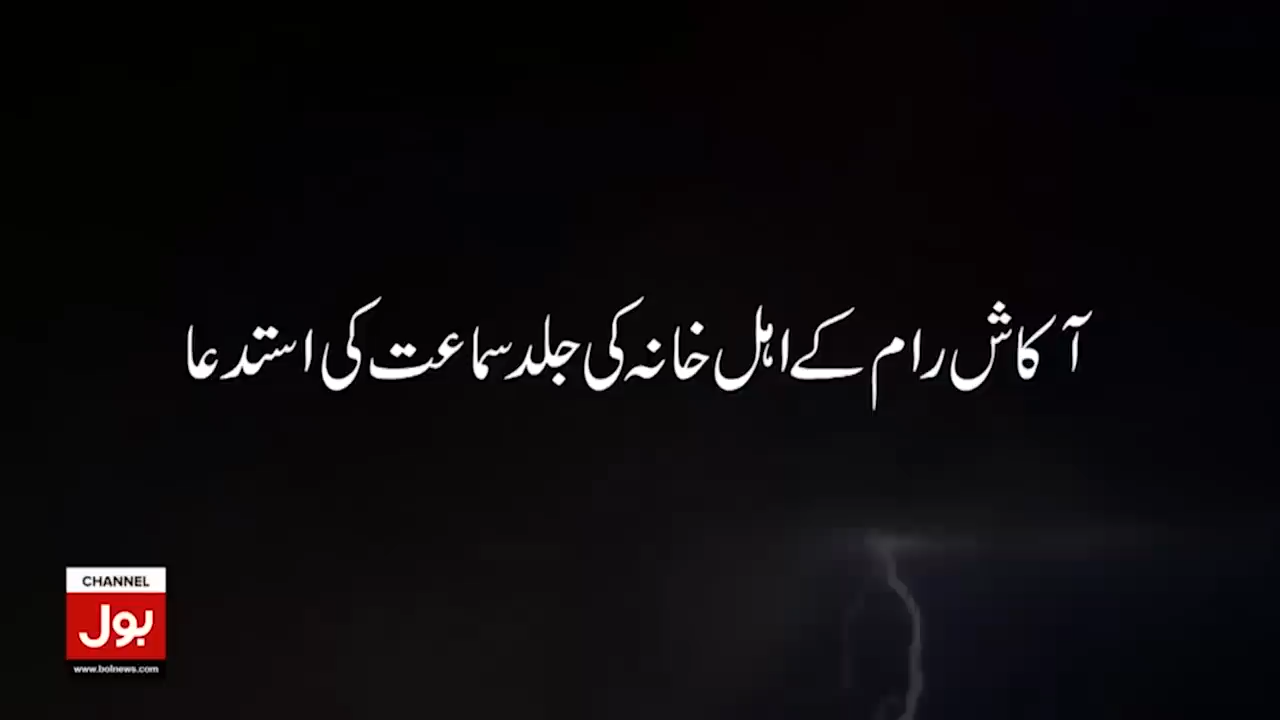 آکاش رام کے اہل خانہ کی جلد سماعت کی استدعا
CHANNEL
بول
www.bolnews.com